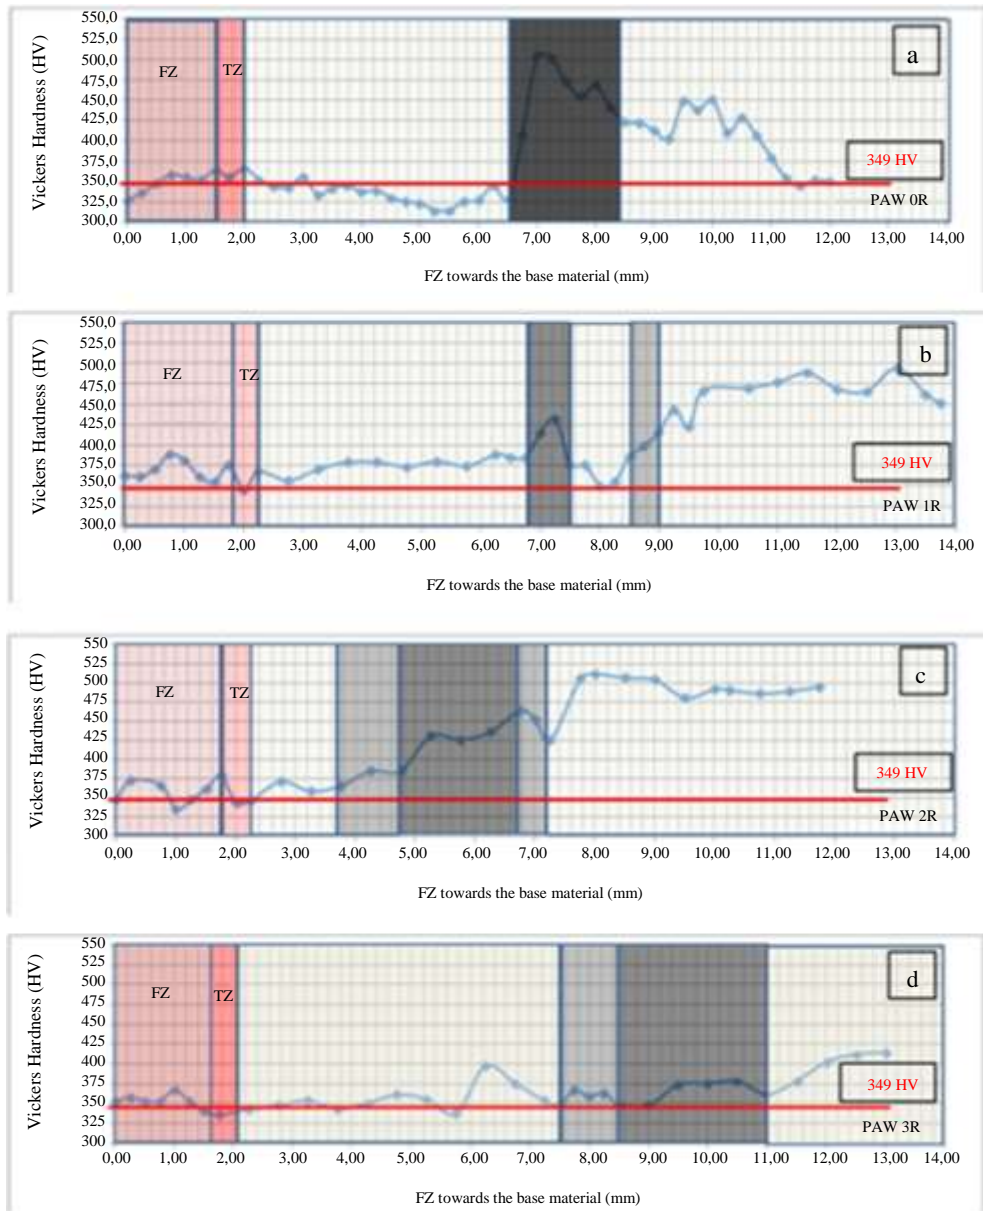 550,0
525,0
500,0
475,0
450,0
425,0
400,0
375,0
350,0
325,0
300,0
Vickers Hardness (HV)
FZ
TZ
a
349 HV
PAW 0R
0,00 1,00 2,00 3,00 4,00 5,00 6,00 7,00 8,00 9,00 10,00 11,00 12,00 13,00 14,00
FZ towards the base material (mm)
550,0
525,0
500,0
475,0
450,0
425,0
400,0
375,0
350,0
325,0
300,0
Vickers Hardness (HV)
FZ
TZ
b
349 HV
PAW 1R
0,00 1,00 2,00 3,00 4,00 5,00 6,00 7,00 8,00 9,00 10,00 11,00 12,00 13,00 14,00
FZ towards the base material (mm)
550
525
500
475
450
425
400
375
350
325
300
Vickers Hardness (HV)
FZ
TZ
c
349 HV
PAW 2R
0,00 1,00 2,00 3,00 4,00 5,00 6,00 7,00 8,00 9,00 10,00 11,00 12,00 13,00 14,00
FZ towards the base material (mm)
550
525
500
475
450
425
400
375
350
325
300
Vickers Hardness (HV)
FZ
TZ
d
349 HV
PAW 3R
0,00 1,00 2,00 3,00 4,00 5,00 6,00 7,00 8,00 9,00 10,00 11,00 12,00 13,00 14,00
FZ towards the base material (mm)